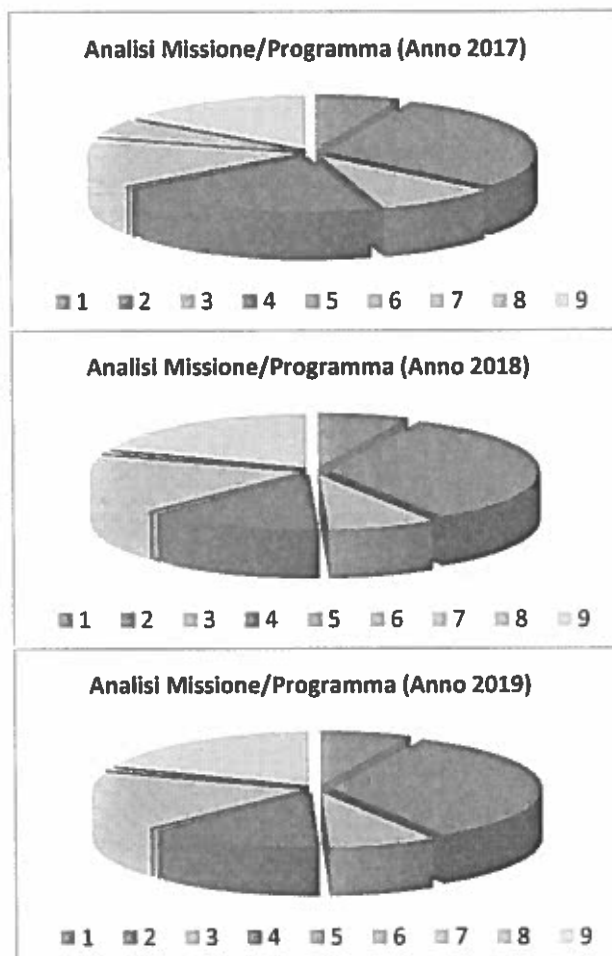 Analisi Missione/Programma (Anno 2017)
1 2 3 4 5 6 7 8 9
Analisi Missione/Programma (Anno 2018)
1 2 3 4 5 6 7 8 9
Analisi Missione/Programma (Anno 2019)
1 2 3 4 5 6 7 8 9